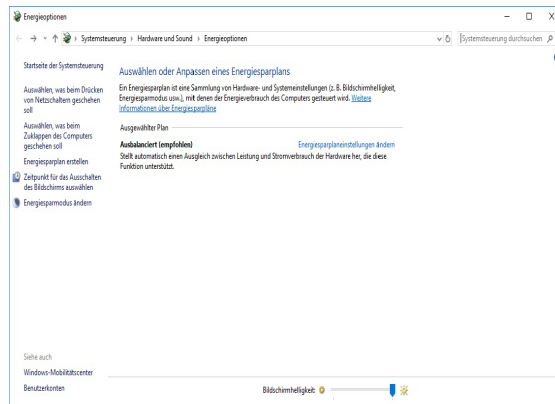 Energieoptionen
Systemsteuerung › Hardware und Sound › Energieoptionen
Systemsteuerung durchsuchen
Startseite der Systemsteuerung
Auswählen, was beim Drücken
von Netzschaltern geschehen
soll
Auswählen, was beim
Zuklappen des Computers
geschehen soll
Energiesparplan erstellen
Zeitpunkt für das Ausschalten
des Bildschirms auswählen
Energiesparmodus ändern
Auswählen oder Anpassen eines Energiesparplans
Ein Energiesparplan ist eine Sammlung von Hardware- und Systemeinstellungen (z. B. Bildschirmhelligkeit,
Energiesparmodus usw.), mit denen der Energieverbrauch des Computers gesteuert wird. Weitere
Informationen über Energiesparpläne
Ausgewählter Plan
Ausbalanciert (empfohlen) Energiesparplaneinstellungen ändern
Stellt automatisch einen Ausgleich zwischen Leistung und Stromverbrauch der Hardware her, die diese
Funktion unterstützt.
Siehe auch
Windows-Mobilitätscenter
Benutzerkonten
Bildschirmhelligkeit: